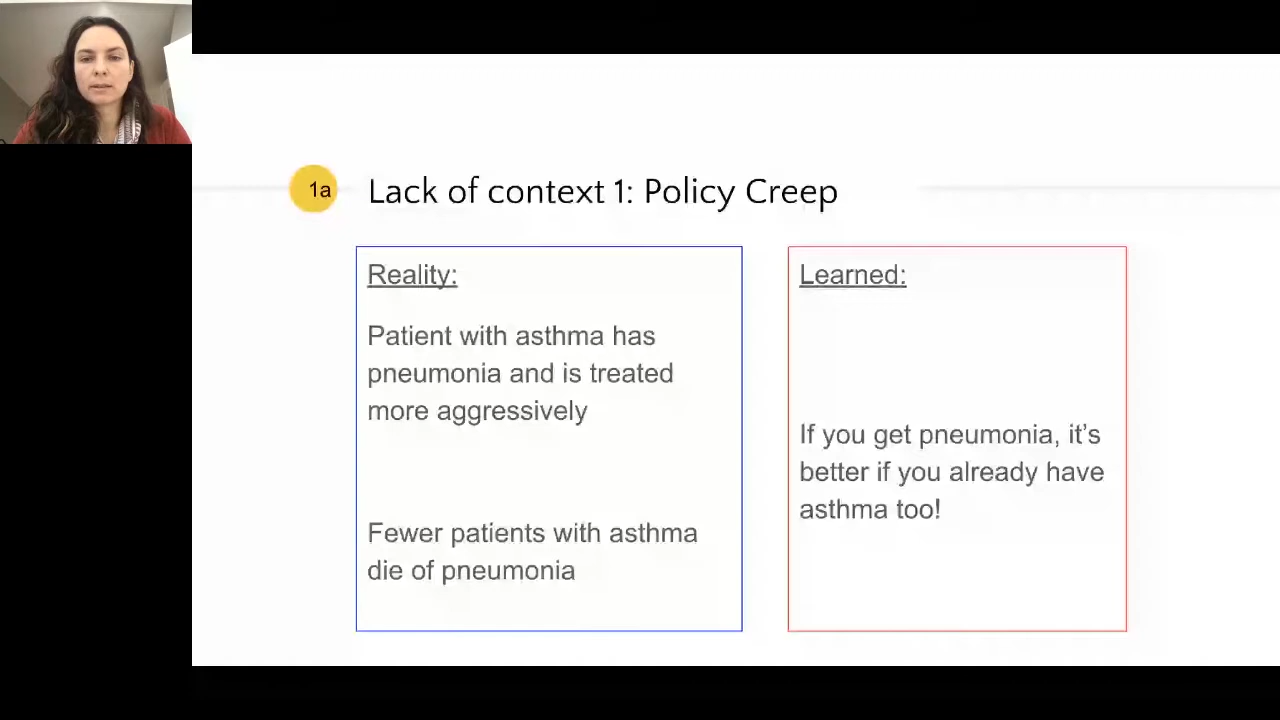 1a
Lack of context 1: Policy Creep
Reality:
Patient with asthma has
pneumonia and is treated
more aggressively
Fewer patients with asthma
die of pneumonia
Learned:
If you get pneumonia, it's
better if you already have
asthma too!